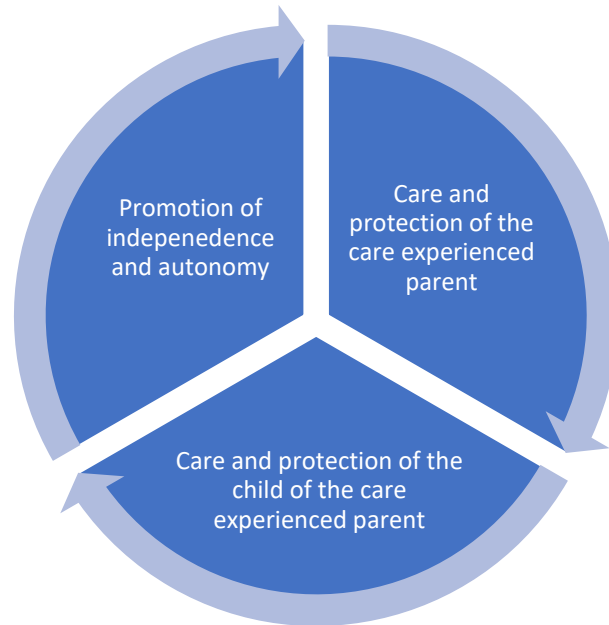 Promotion of
indepenedence
and autonomy
Care and
protection of the
care experienced
parent
Care and protection of the
child of the care
experienced parent